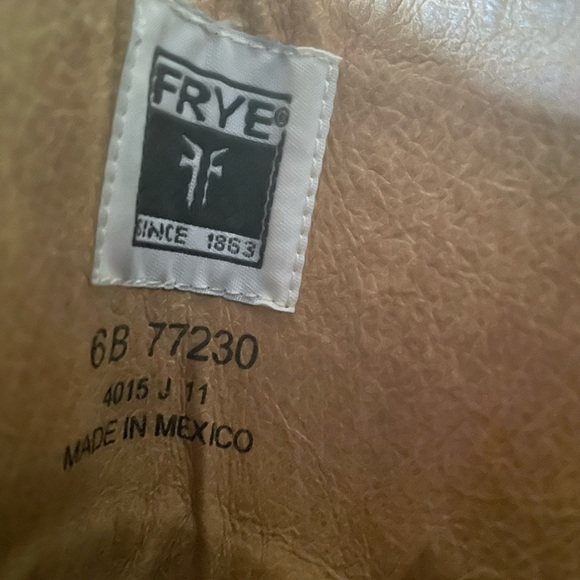 FRYE®
SINCE 1863
6B 77230
4015 J 11
MADE IN MEXICO